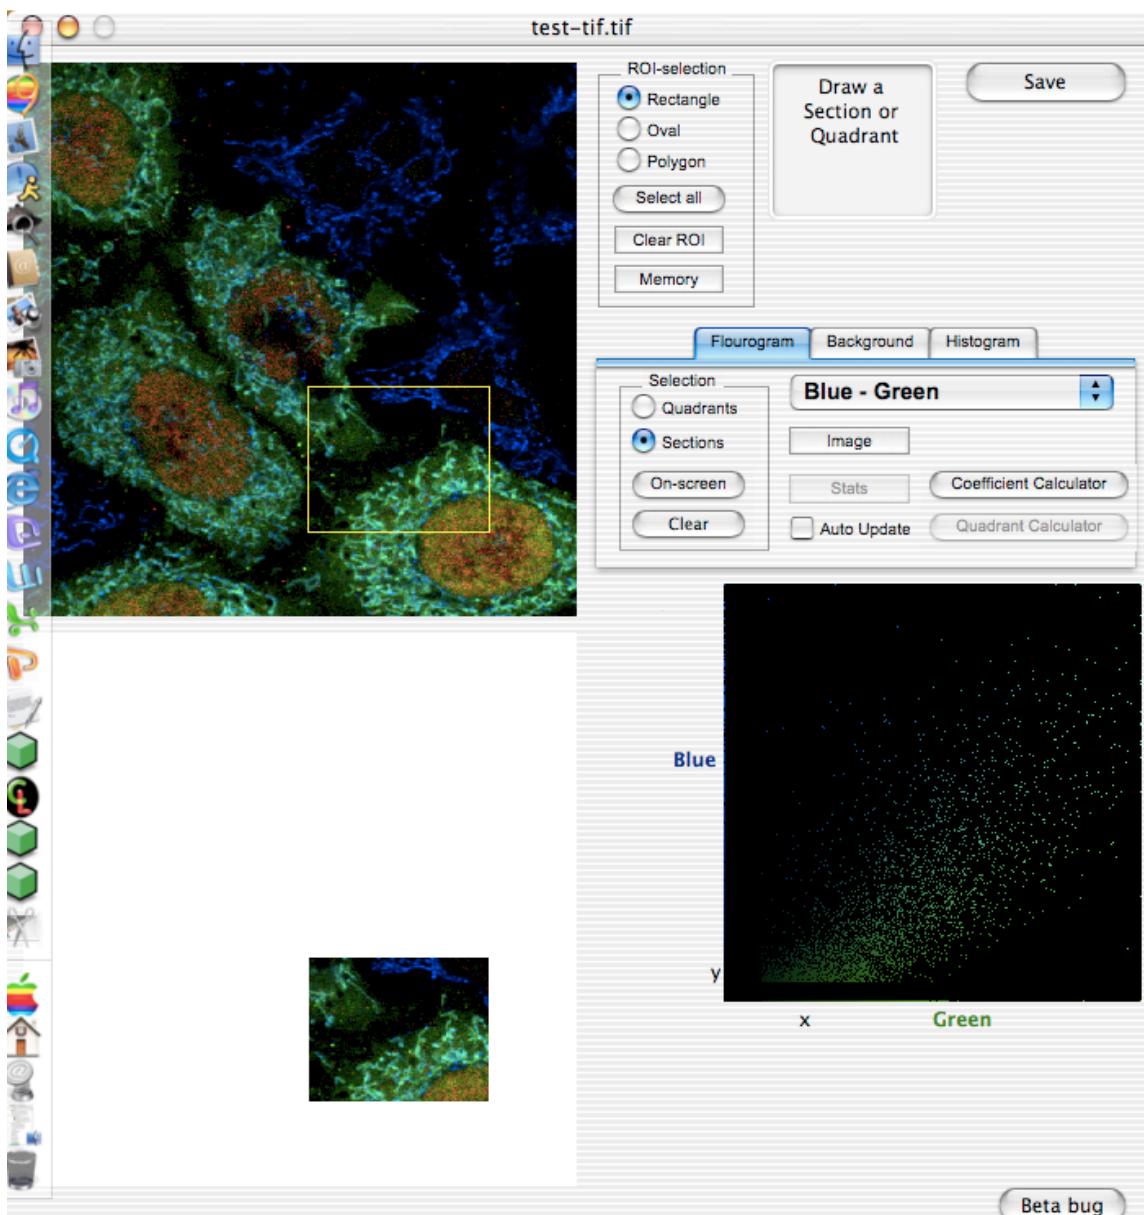 test-tif.tif
ROI-selection
Rectangle
Oval
Polygon
Select all
Clear ROI
Memory
Draw a
Section or
Quadrant
Save
Flourogram
Background
Histogram
Selection
Quadrants
Sections
On-screen
Clear
Blue - Green
Image
Stats
Coefficient Calculator
Auto Update
Quadrant Calculator
Blue
y
x
Green
Beta bug